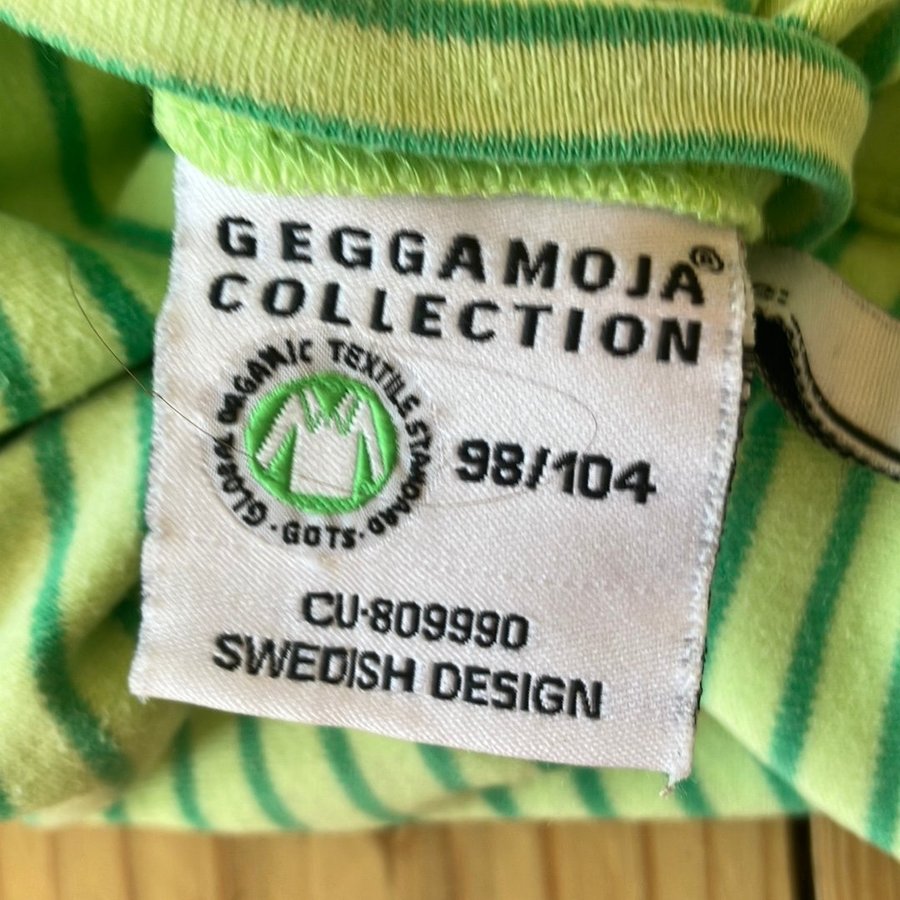 GEGGAMOJA®
COLLECTION
GLOBAL ORGANIC TEXTILE STANDARD · GOTS ·
98/104
CU-809990
SWEDISH DESIGN